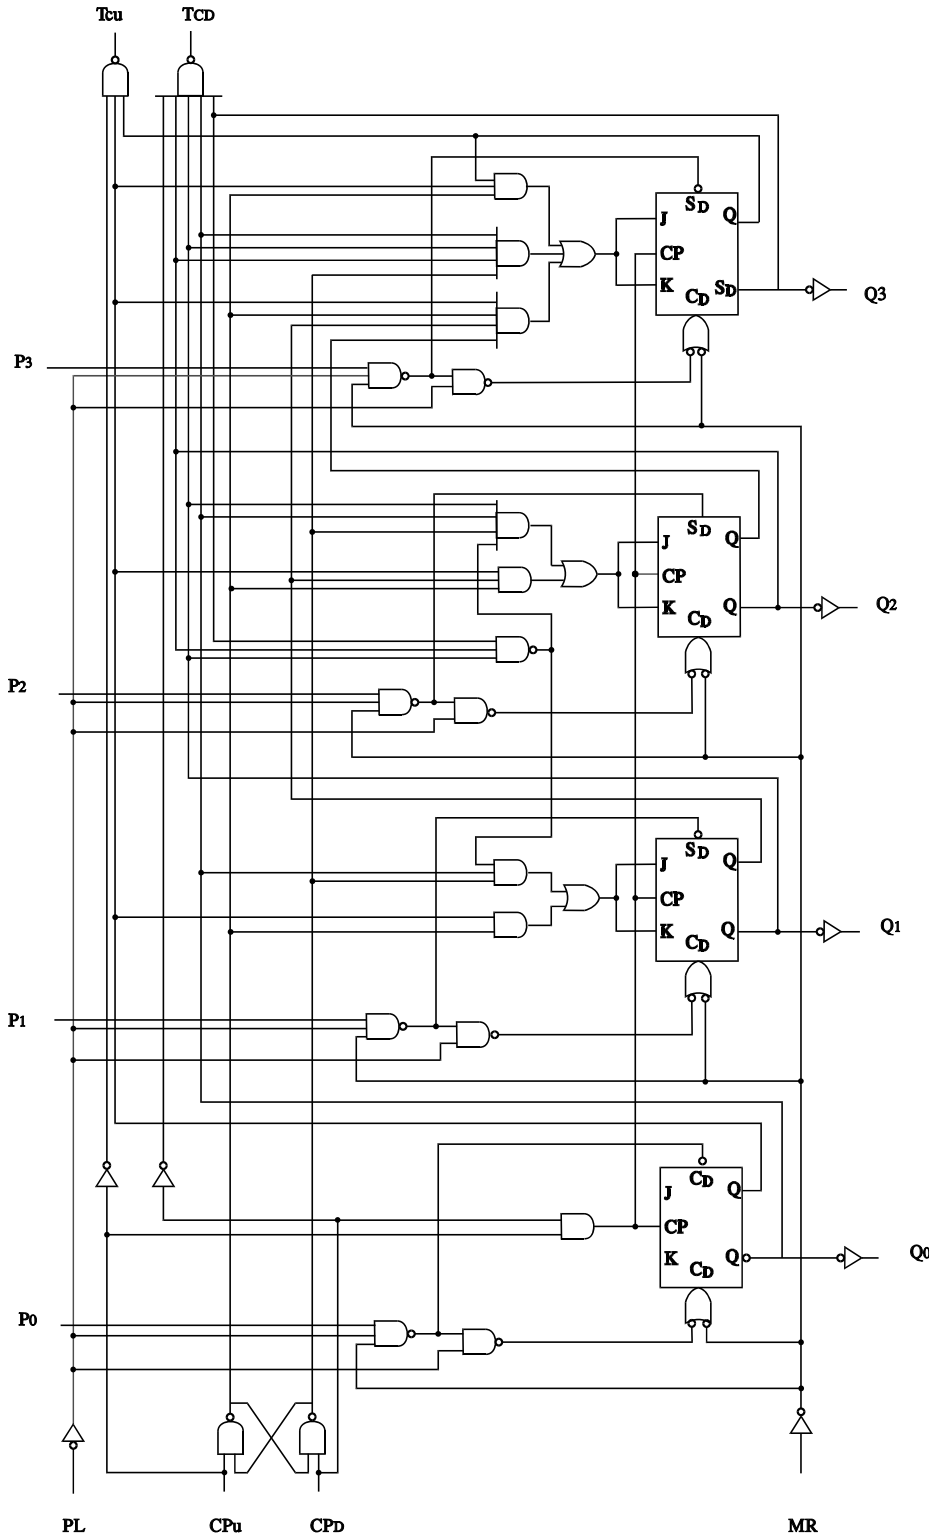 Tcu TCD
SD Q
J
CP
K CD SD
Q3
P3
SD Q
J
CP
K CD Q
Q2
P2
SD Q
J
CP
K CD Q
Q1
P1
CD Q
J
CP
K CD Q
Q0
P0
PL CPu CPD MR